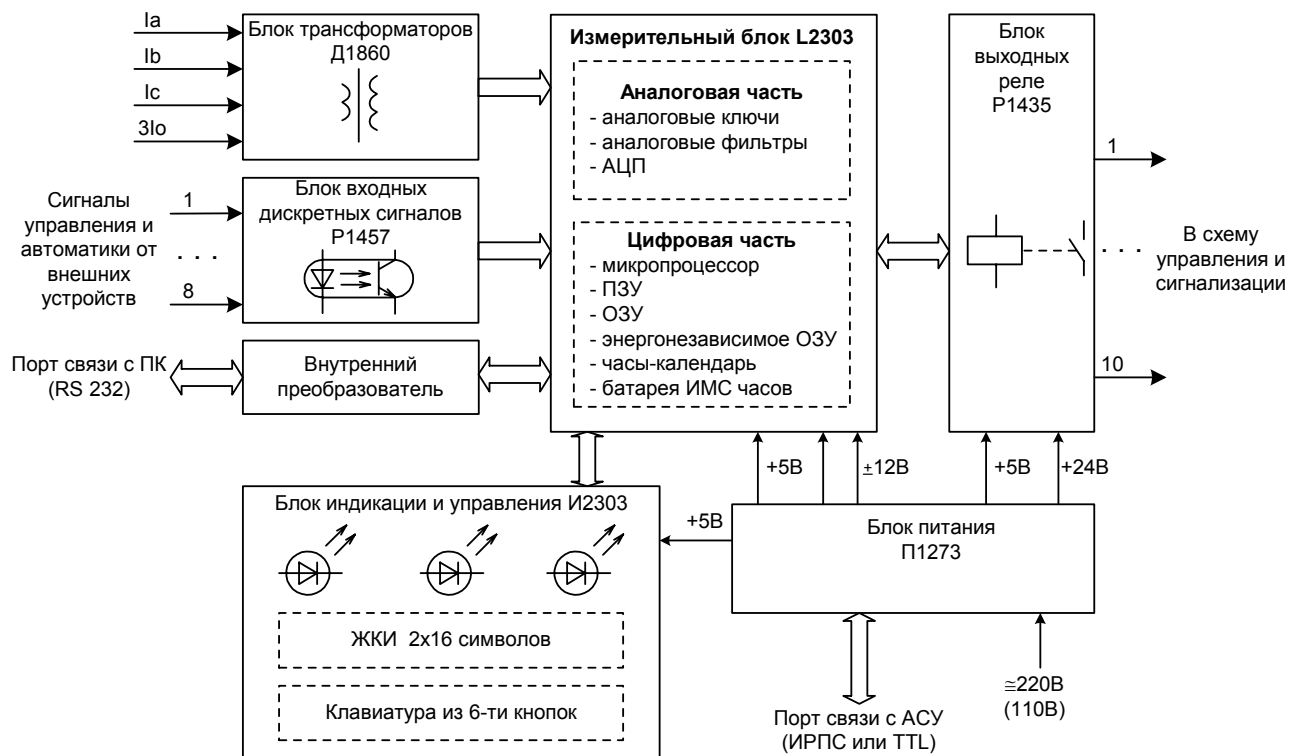 Ia
Ib
Ic
3Io
Блок трансформаторов
Д1860
Измерительный блок L2303
Аналоговая часть
- аналоговые ключи
- аналоговые фильтры
- АЦП
Цифровая часть
- микропроцессор
- ПЗУ
- ОЗУ
- энергонезависимое ОЗУ
- часы-календарь
- батарея ИМС часов
Блок
выходных
реле
Р1435
1
. . .
10
В схему
управления и
сигнализации
Сигналы
управления и
автоматики от
внешних
устройств
1
. . .
8
Блок входных
дискретных сигналов
Р1457
Порт связи с ПК
(RS 232)
Внутренний
преобразователь
+5В
±12В
+5В
+24В
Блок индикации и управления И2303
ЖКИ 2х16 символов
Клавиатура из 6-ти кнопок
+5В
Блок питания
П1273
Порт связи с АСУ
(ИРПС или TTL)
≅220В
(110В)